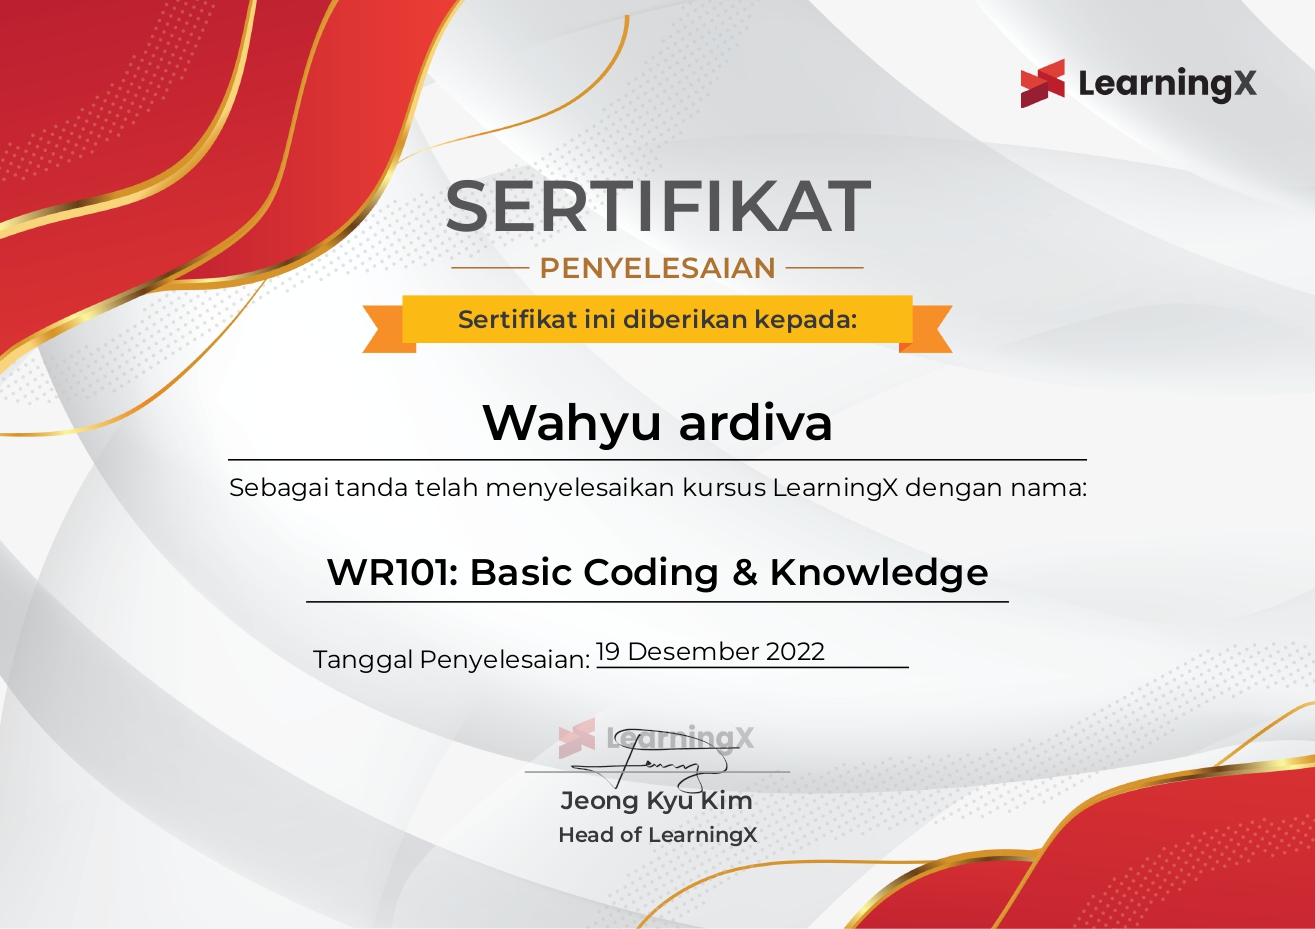 LearningX
SERTIFIKAT
PENYELESAIAN
Sertifikat ini diberikan kepada:
Wahyu ardiva
Sebagai tanda telah menyelesaikan kursus LearningX dengan nama:
WR101: Basic Coding & Knowledge
Tanggal Penyelesaian: 19 Desember 2022
LearningX
Jeong Kyu Kim
Head of LearningX